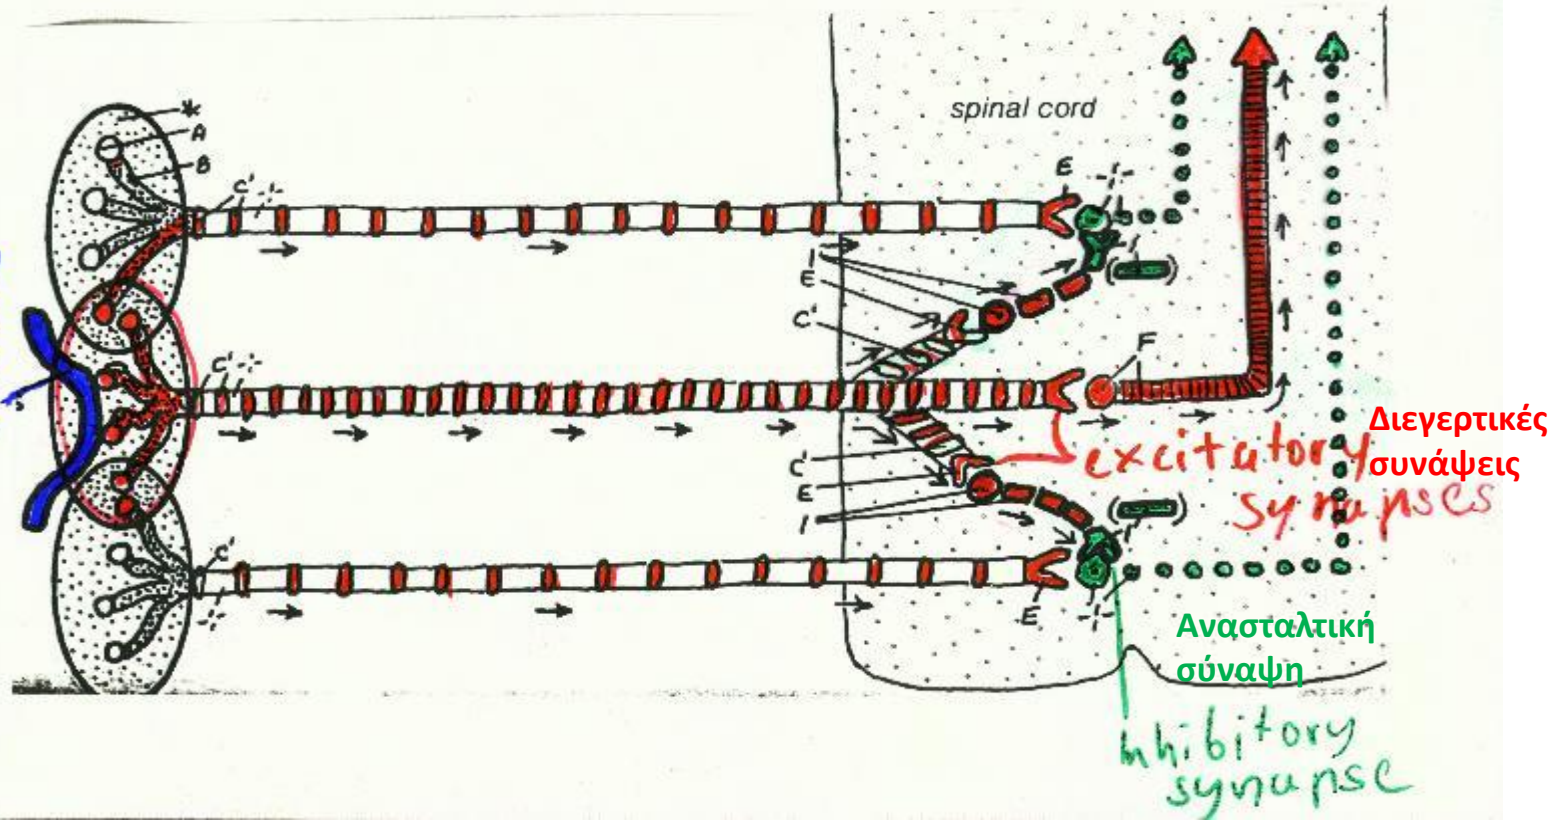 *
A
B
C'
C'
C'
spinal cord
E
I
E
C'
F
C'
E
I
E
s
Διεγερτικές
συνάψεις
excitatory
synapses
Ανασταλτική
σύναψη
Inhibitory
synapse